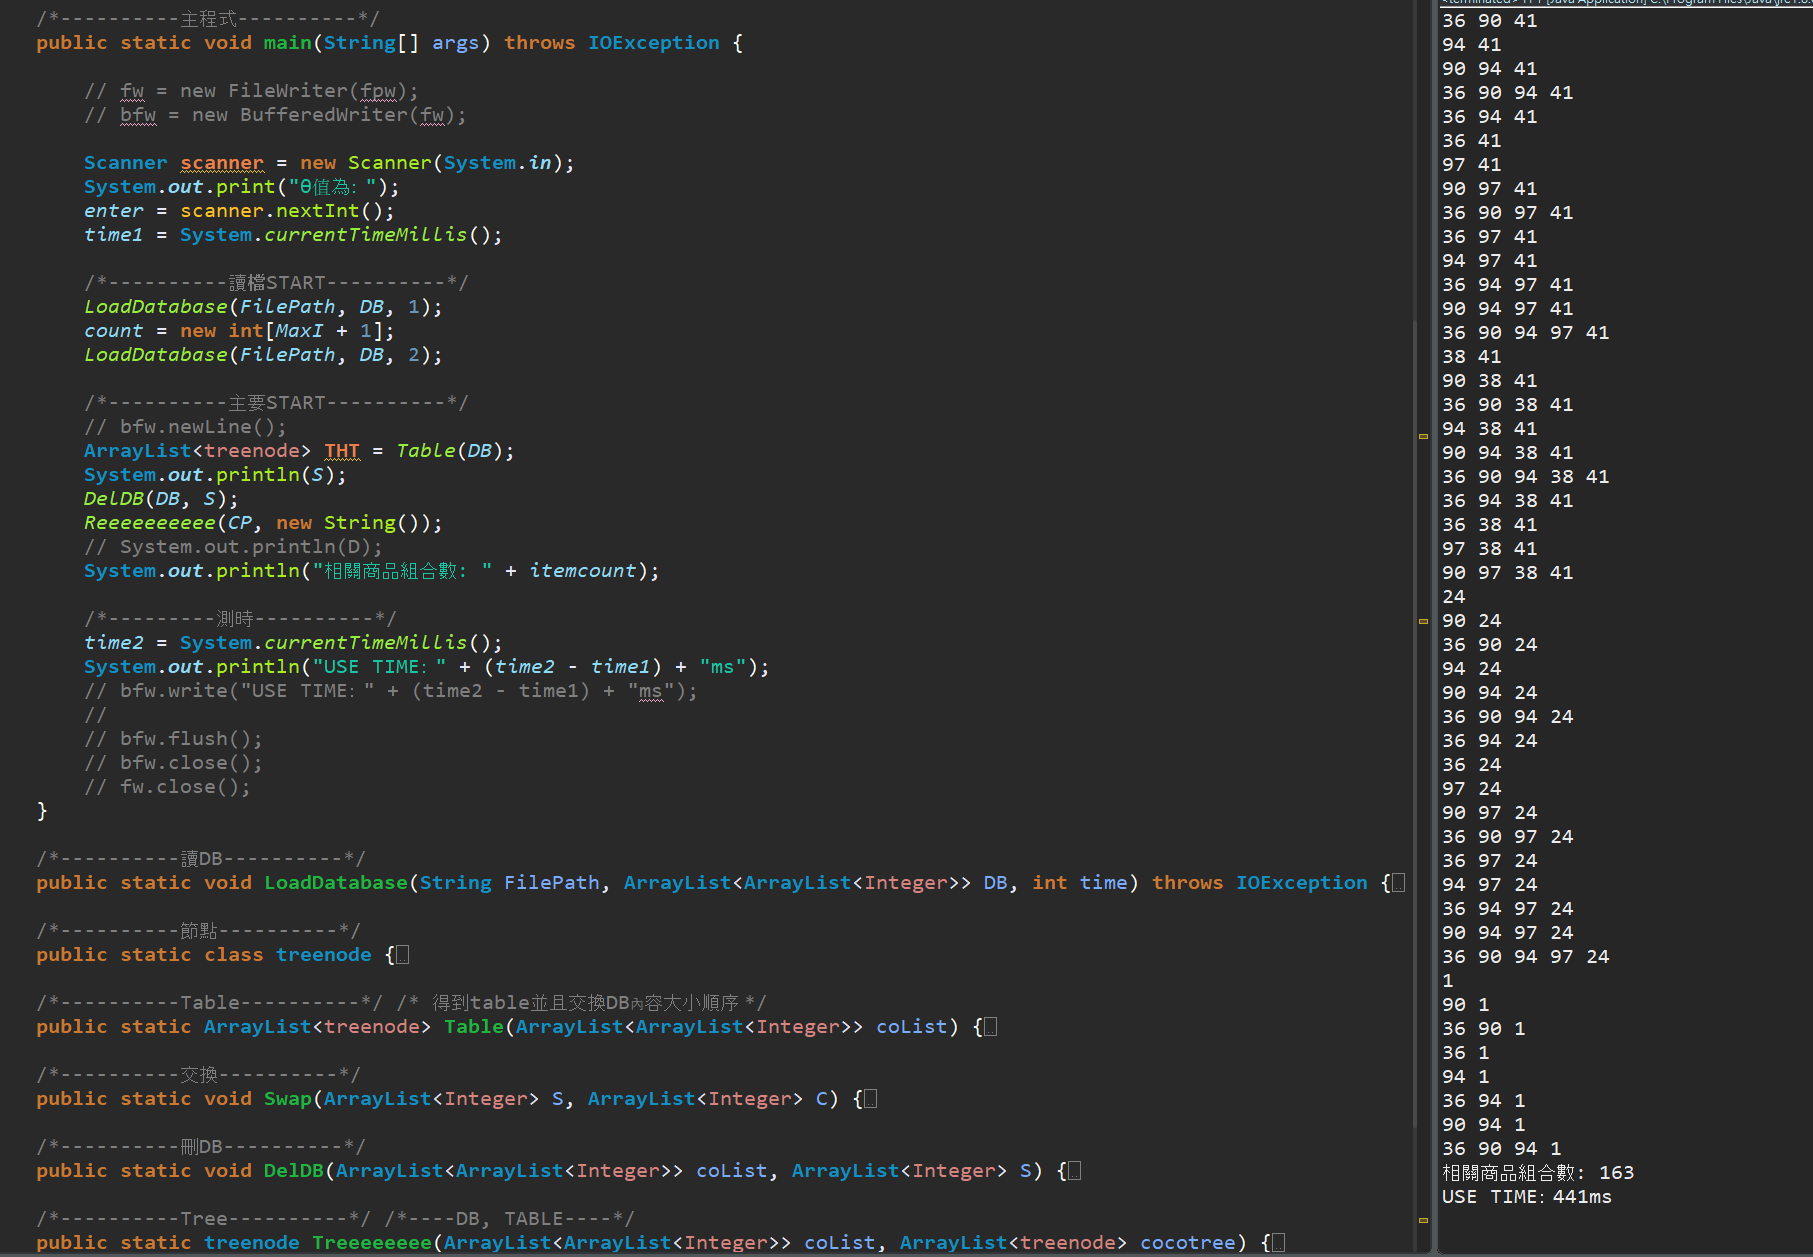 /*----------主程式----------*/
public static void main(String[] args) throws IOException {
// fw = new FileWriter(fpw);
// bfw = new BufferedWriter(fw);
Scanner scanner = new Scanner(System.in);
System.out.print("θ值為: ");
enter = scanner.nextInt();
time1 = System.currentTimeMillis();
/*----------讀檔START----------*/
LoadDatabase(FilePath, DB, 1);
count = new int[MaxI + 1];
LoadDatabase(FilePath, DB, 2);
/*----------主要START----------*/
// bfw.newLine();
ArrayList<treenode> THT = Table(DB);
System.out.println(S);
DelDB(DB, S);
Reeeeeeeeee(CP, new String());
// System.out.println(D);
System.out.println("相關商品組合數: " + itemcount);
/*---------測時----------*/
time2 = System.currentTimeMillis();
System.out.println("USE TIME: " + (time2 - time1) + "ms");
// bfw.write("USE TIME: " + (time2 - time1) + "ms");
//
// bfw.flush();
// bfw.close();
// fw.close();
}
/*----------讀DB----------*/
public static void LoadDatabase(String FilePath, ArrayList<ArrayList<Integer>> DB, int time) throws IOException {
/*----------節點----------*/
public static class treenode {
/*----------Table----------*/ /* 得到table並且交換DB內容大小順序 */
public static ArrayList<treenode> Table(ArrayList<ArrayList<Integer>> coList) {
/*----------交換----------*/
public static void Swap(ArrayList<Integer> S, ArrayList<Integer> C) {
/*----------刪DB----------*/
public static void DelDB(ArrayList<ArrayList<Integer>> coList, ArrayList<Integer> S) {
/*----------Tree----------*/ /*----DB, TABLE----*/
public static treenode Treeeeeeee(ArrayList<ArrayList<Integer>> coList, ArrayList<treenode> cocotree) {
36 90 41
94 41
90 94 41
36 90 94 41
36 94 41
36 41
97 41
90 97 41
36 90 97 41
36 97 41
94 97 41
36 94 97 41
90 94 97 41
36 90 94 97 41
38 41
90 38 41
36 90 38 41
94 38 41
90 94 38 41
36 90 94 38 41
36 94 38 41
36 38 41
97 38 41
90 97 38 41
24
90 24
36 90 24
94 24
90 94 24
36 90 94 24
36 94 24
36 24
97 24
90 97 24
36 90 97 24
36 97 24
94 97 24
36 94 97 24
90 94 97 24
36 90 94 97 24
1
90 1
36 90 1
36 1
94 1
36 94 1
90 94 1
36 90 94 1
相關商品組合數: 163
USE TIME: 441ms